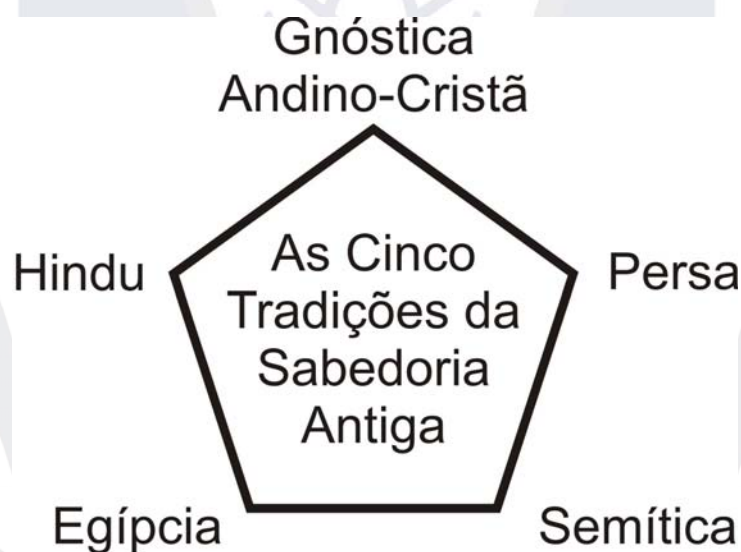 Gnóstica
Andino-Cristã
Hindu
As Cinco
Tradições da
Sabedoria
Antiga
Persa
Egípcia
Semítica